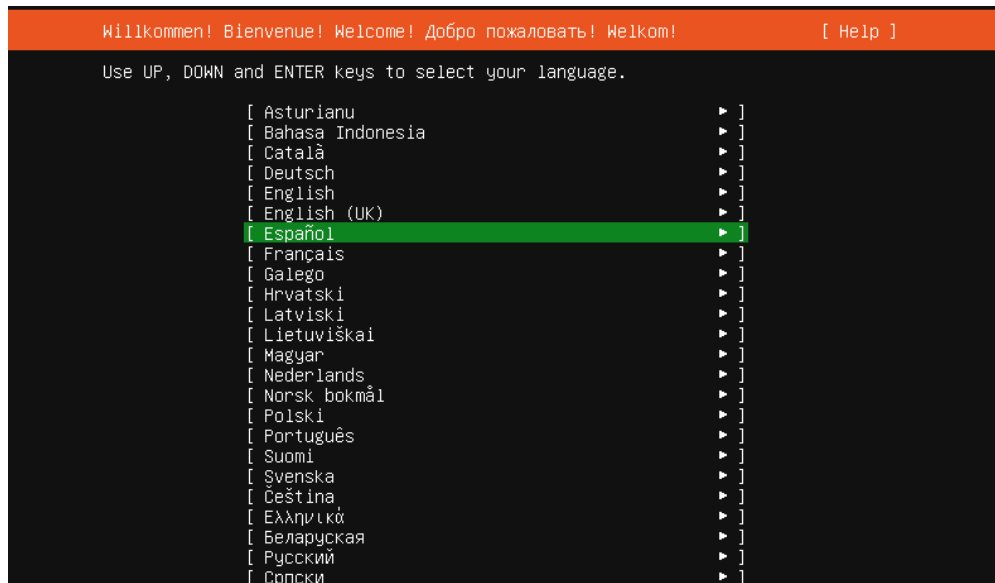 Willkommen! Bienvenue! Welcome! Добро пожаловать! Welkom! [ Help ]
Use UP, DOWN and ENTER keys to select your language.
[ Asturianu ► ]
[ Bahasa Indonesia ► ]
[ Català ► ]
[ Deutsch ► ]
[ English ► ]
[ English (UK) ► ]
[ Español ► ]
[ Français ► ]
[ Galego ► ]
[ Hrvatski ► ]
[ Latviski ► ]
[ Lietuviškai ► ]
[ Magyar ► ]
[ Nederlands ► ]
[ Norsk bokmål ► ]
[ Polski ► ]
[ Português ► ]
[ Suomi ► ]
[ Svenska ► ]
[ Čeština ► ]
[ Ελληνικά ► ]
[ Беларуская ► ]
[ Русский ► ]
[ Српски ► ]